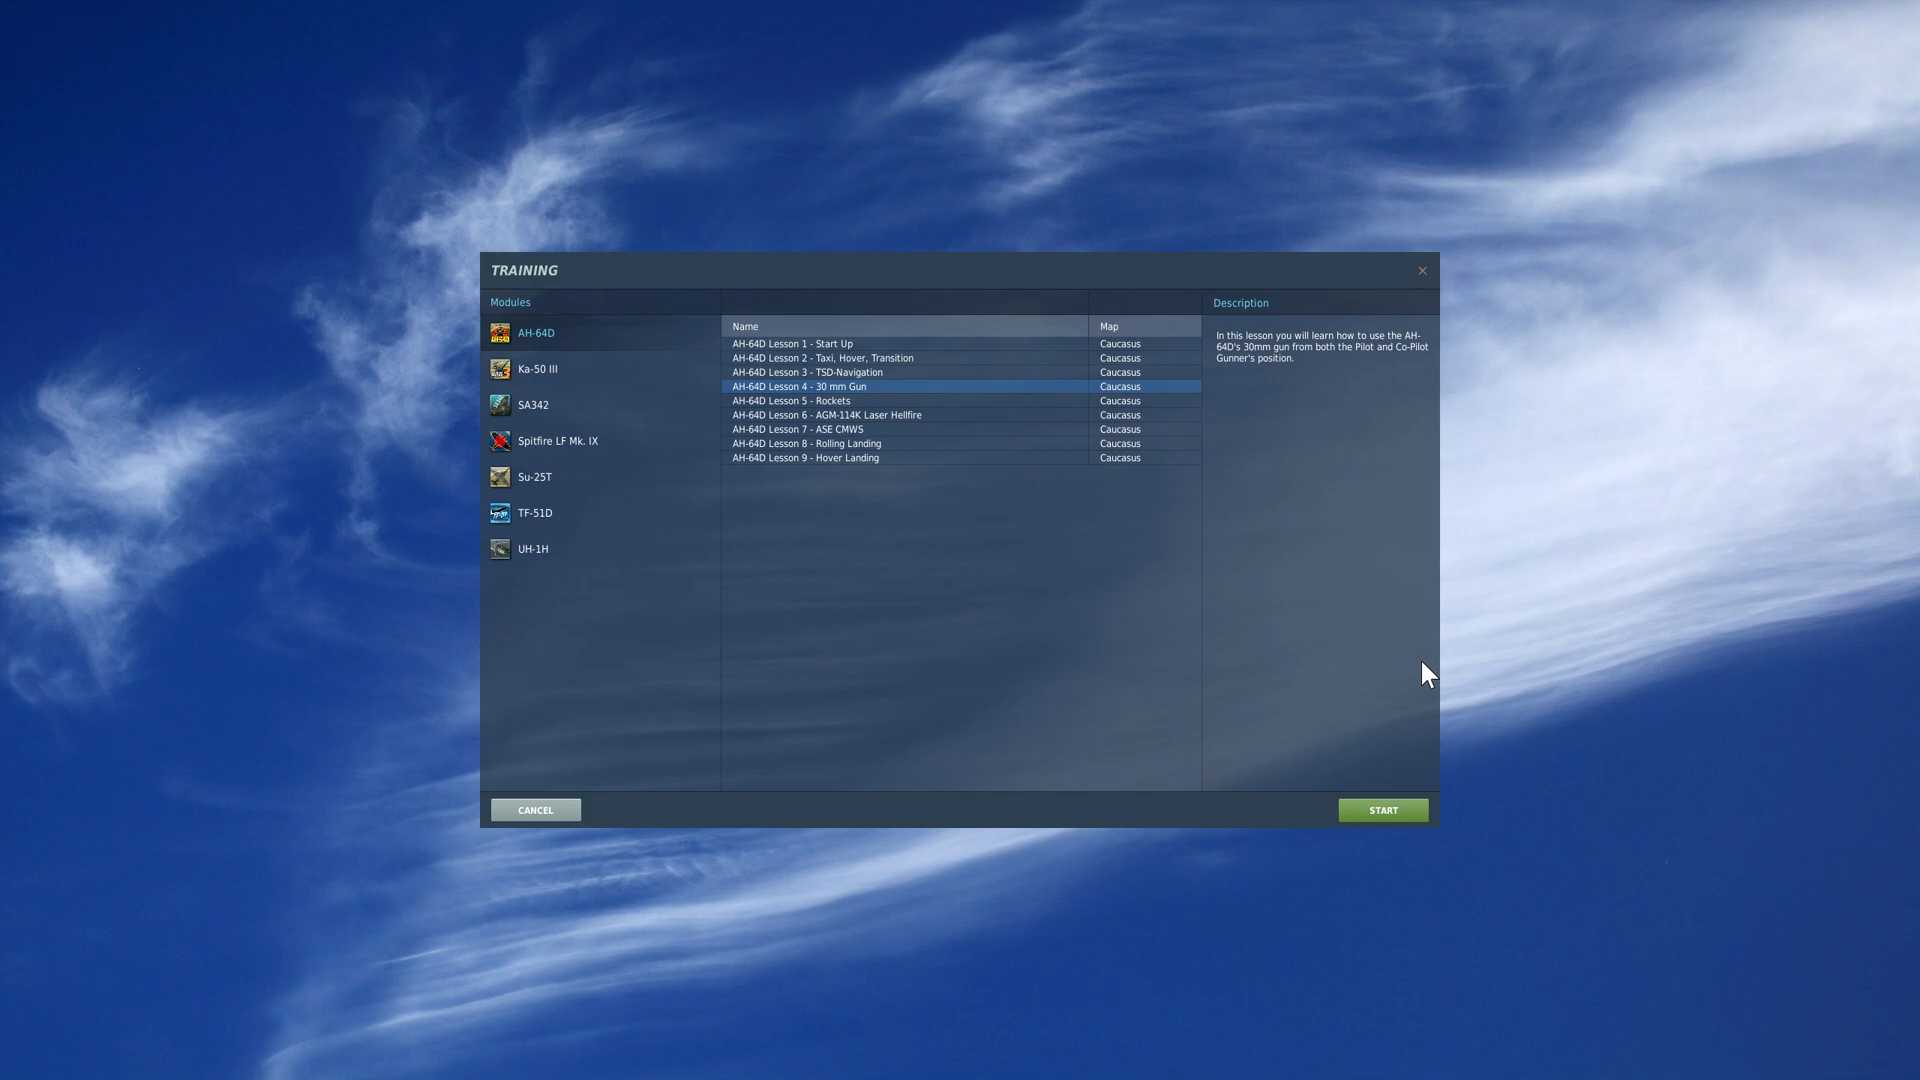 TRAINING
Modules
Description
AH-64D
Ka-50 III
SA342
Spitfire LF Mk. IX
Su-25T
TF-51D
UH-1H
Name Map
AH-64D Lesson 1 - Start Up Caucasus
AH-64D Lesson 2 - Taxi, Hover, Transition Caucasus
AH-64D Lesson 3 - TSD-Navigation Caucasus
AH-64D Lesson 4 - 30 mm Gun Caucasus
AH-64D Lesson 5 - Rockets Caucasus
AH-64D Lesson 6 - AGM-114K Laser Hellfire Caucasus
AH-64D Lesson 7 - ASE CMWS Caucasus
AH-64D Lesson 8 - Rolling Landing Caucasus
AH-64D Lesson 9 - Hover Landing Caucasus
In this lesson you will learn how to use the AH-
64D's 30mm gun from both the Pilot and Co-Pilot
Gunner's position.
CANCEL
START